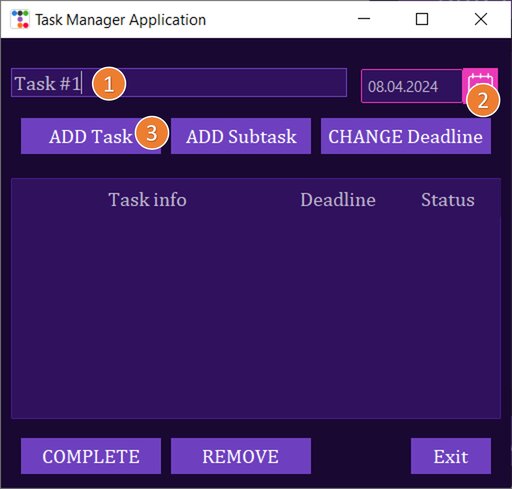 Task Manager Application
Task #1 1 08.04.2024 2
ADD Task 3 ADD Subtask CHANGE Deadline
Task info Deadline Status
COMPLETE REMOVE Exit